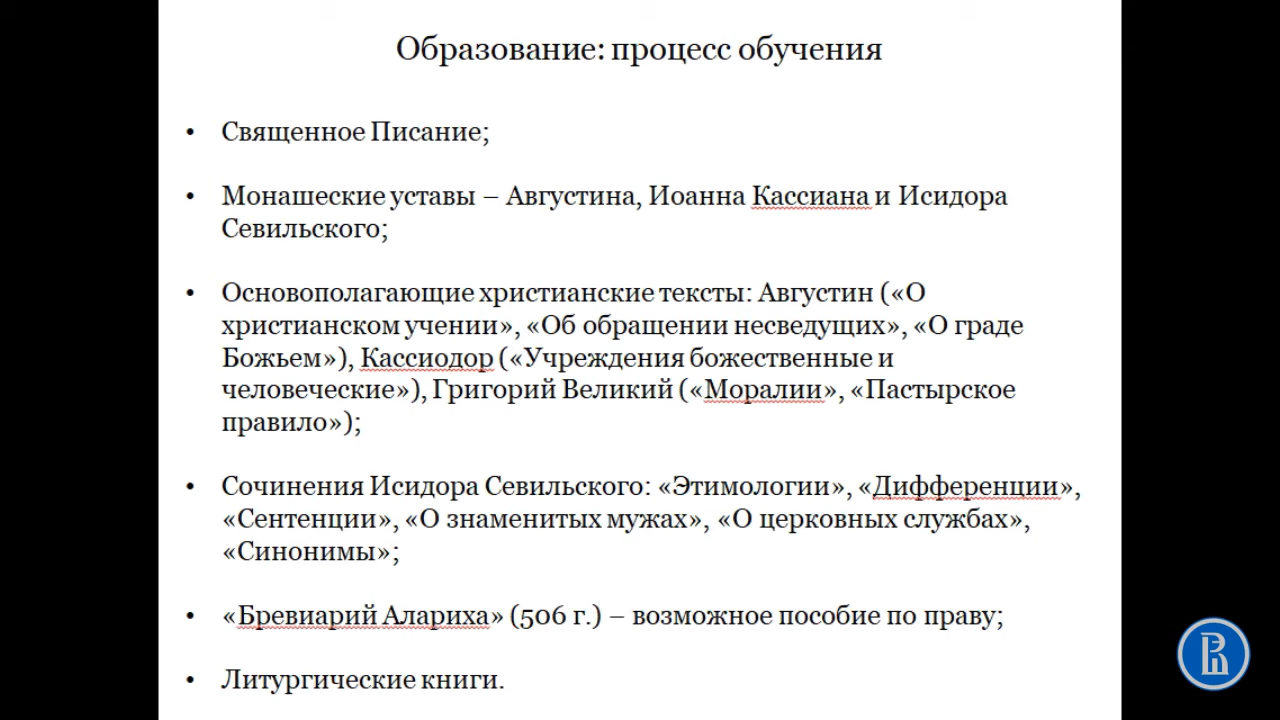 Образование: процесс обучения
• Священное Писание;
• Монашеские уставы – Августина, Иоанна Кассиана и Исидора
Севильского;
• Основополагающие христианские тексты: Августин («О
христианском учении», «Об обращении несведущих», «О граде
Божьем»), Кассиодор («Учреждения божественные и
человеческие»), Григорий Великий («Моралии», «Пастырское
правило»);
• Сочинения Исидора Севильского: «Этимологии», «Дифференции»,
«Сентенции», «О знаменитых мужах», «О церковных службах»,
«Синонимы»;
• «Бревиарий Алариха» (506 г.) – возможное пособие по праву;
• Литургические книги.